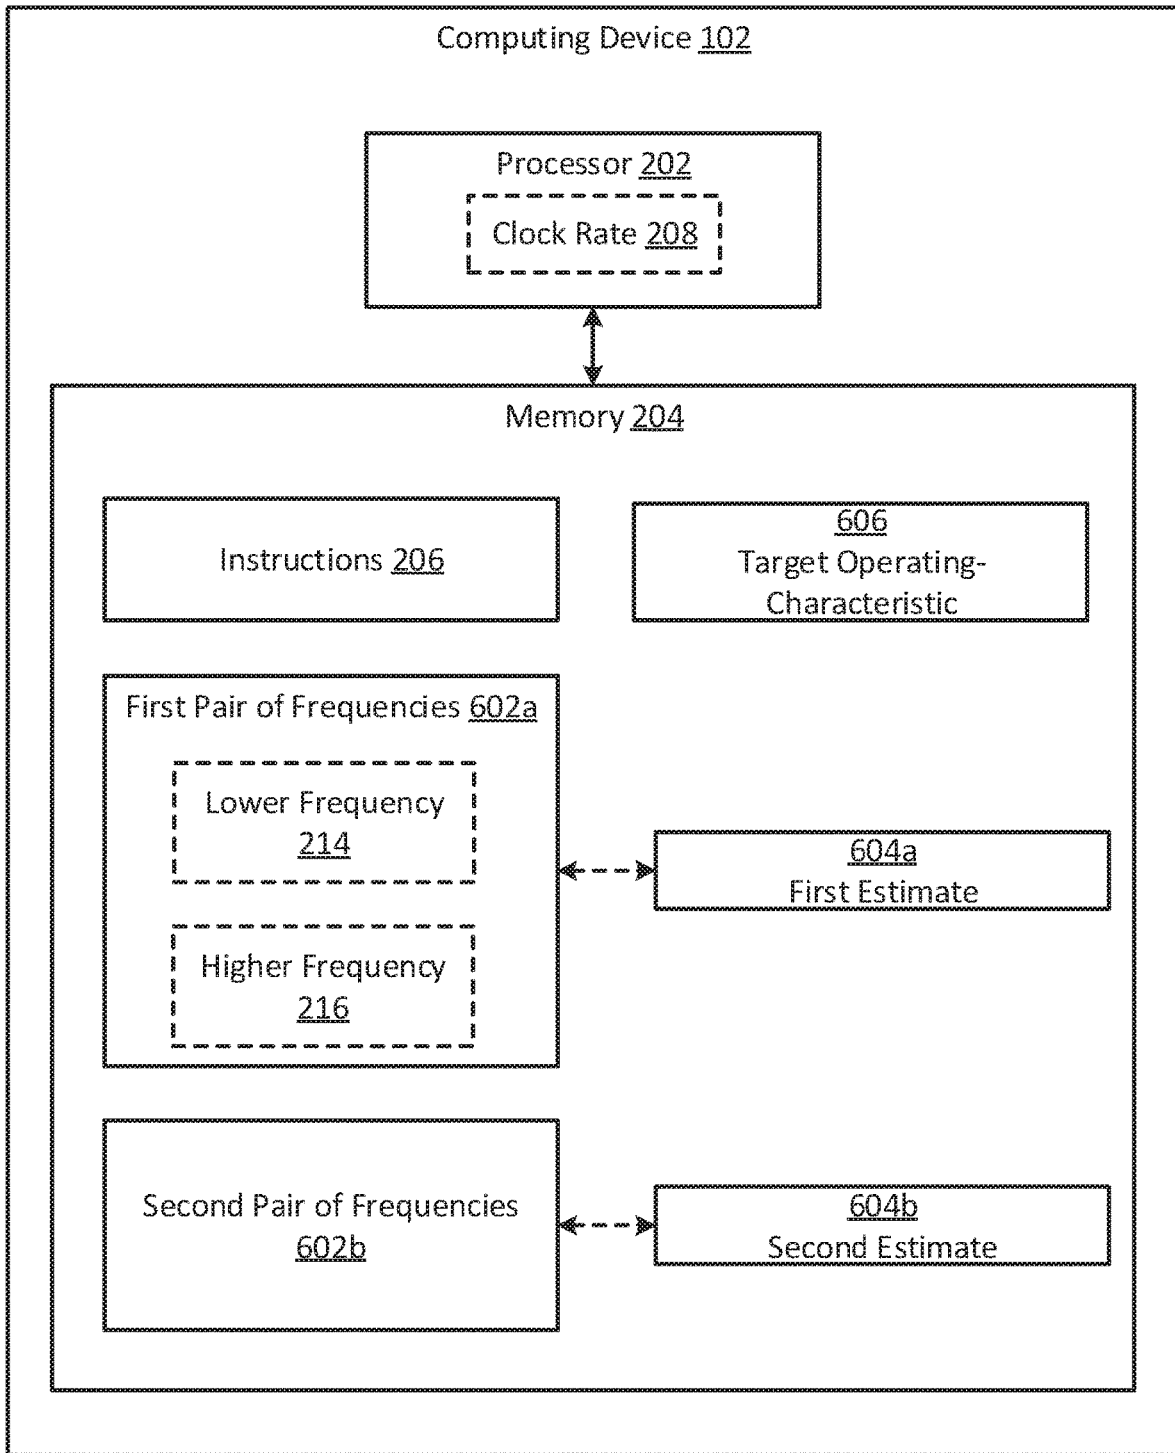 Computing Device 102
Processor 202
Clock Rate 208
Memory 204
Instructions 206
606
Target Operating-
Characteristic
First Pair of Frequencies 602a
Lower Frequency
214
Higher Frequency
216
604a
First Estimate
Second Pair of Frequencies
602b
604b
Second Estimate